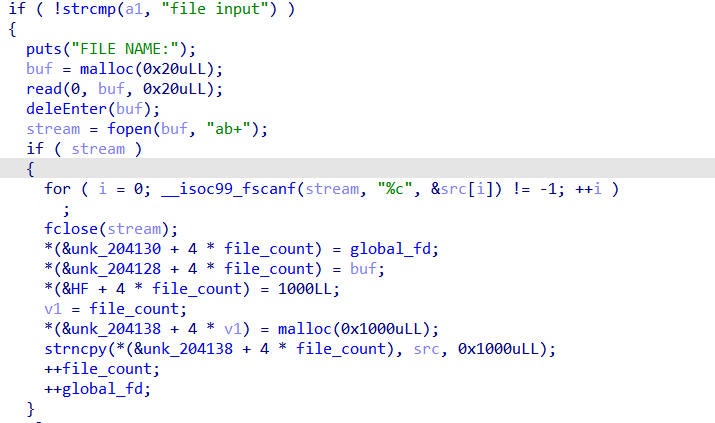 if ( !strcmp(a1, "file input") )
{
puts("FILE NAME:");
buf = malloc(0x20uLL);
read(0, buf, 0x20uLL);
deleEnter(buf);
stream = fopen(buf, "ab+");
if ( stream )
{
for ( i = 0; __isoc99_fscanf(stream, "%c", &src[i]) != -1; ++i )
;
fclose(stream);
*(&unk_204130 + 4 * file_count) = global_fd;
*(&unk_204128 + 4 * file_count) = buf;
*(&HF + 4 * file_count) = 1000LL;
v1 = file_count;
*(&unk_204138 + 4 * v1) = malloc(0x1000uLL);
strncpy(*(&unk_204138 + 4 * file_count), src, 0x1000uLL);
++file_count;
++global_fd;
}